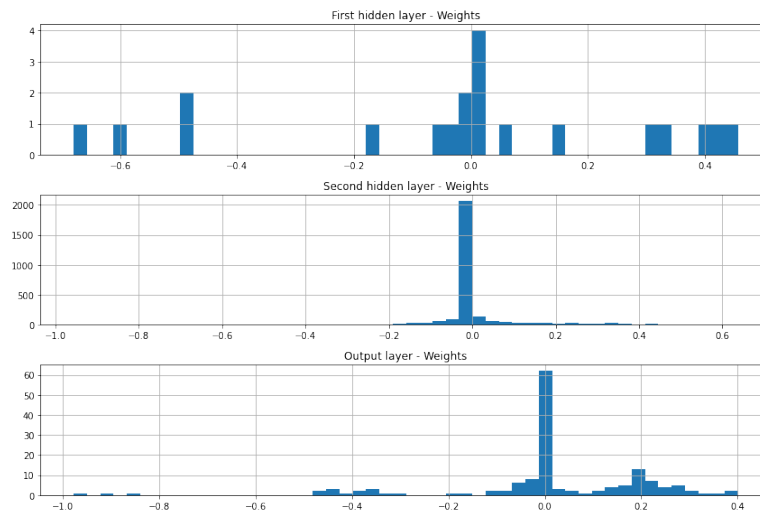 First hidden layer - Weights
4
3
2
1
0
−0.6 −0.4 −0.2 0.0 0.2 0.4
Second hidden layer - Weights
2000
1500
1000
500
0
−1.0 −0.8 −0.6 −0.4 −0.2 0.0 0.2 0.4 0.6
Output layer - Weights
60
50
40
30
20
10
0
−1.0 −0.8 −0.6 −0.4 −0.2 0.0 0.2 0.4